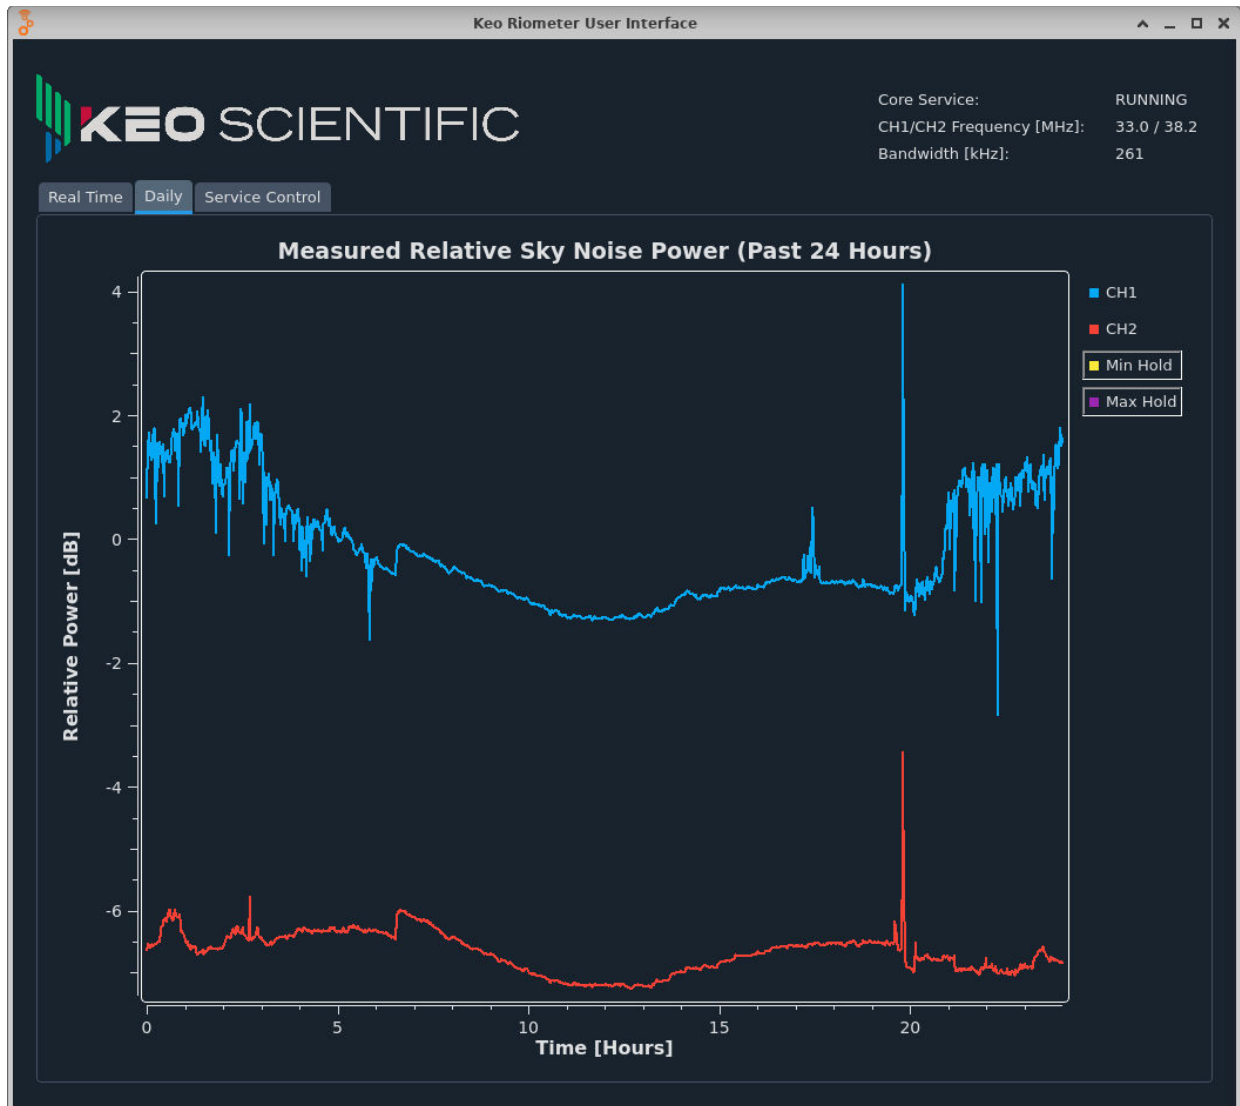 Keo Riometer User Interface
KEO SCIENTIFIC
Core Service: RUNNING
CH1/CH2 Frequency [MHz]: 33.0 / 38.2
Bandwidth [kHz]: 261
Real Time Daily Service Control
Measured Relative Sky Noise Power (Past 24 Hours)
CH1
CH2
Min Hold
Max Hold
Relative Power [dB]
4
2
0
-2
-4
-6
0 5 10 15 20
Time [Hours]